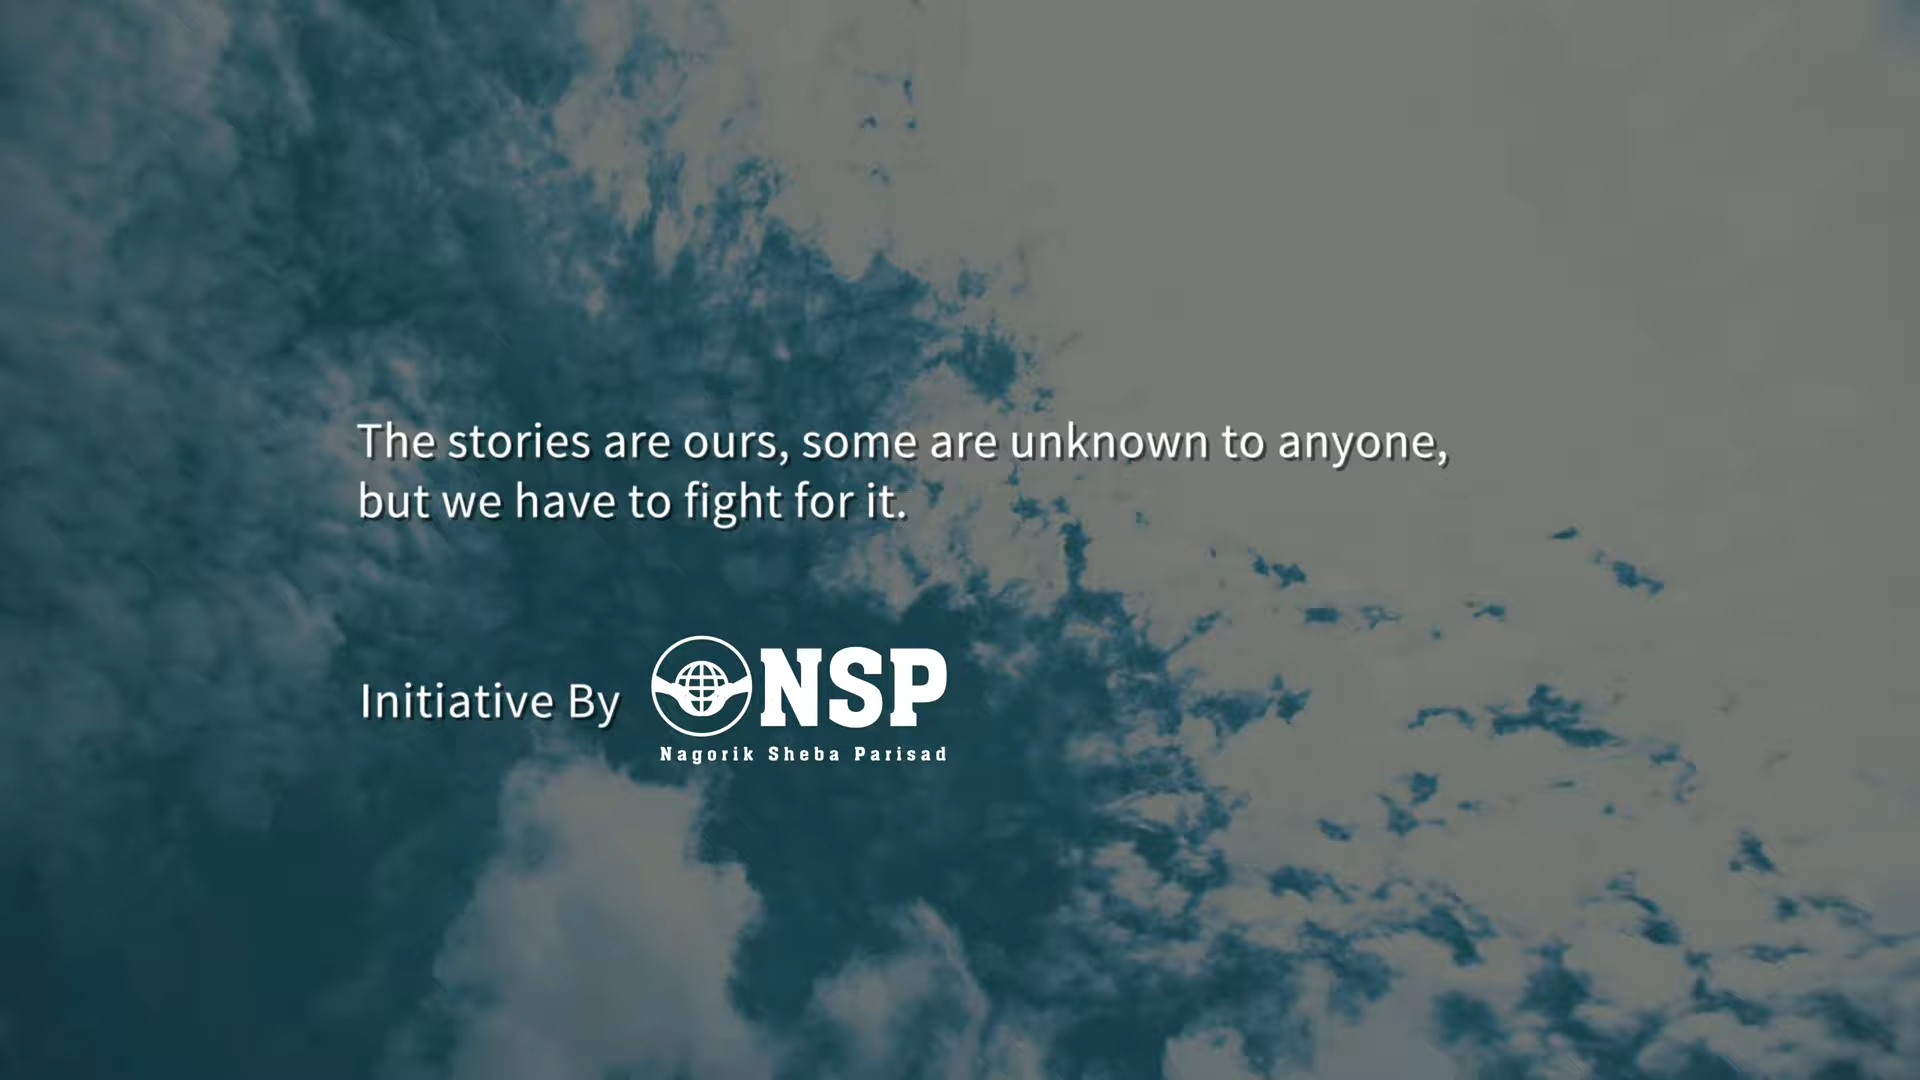 The stories are ours, some are unknown to anyone,
but we have to fight for it.
Initiative By
NSP
Nagorik Sheba Parisad